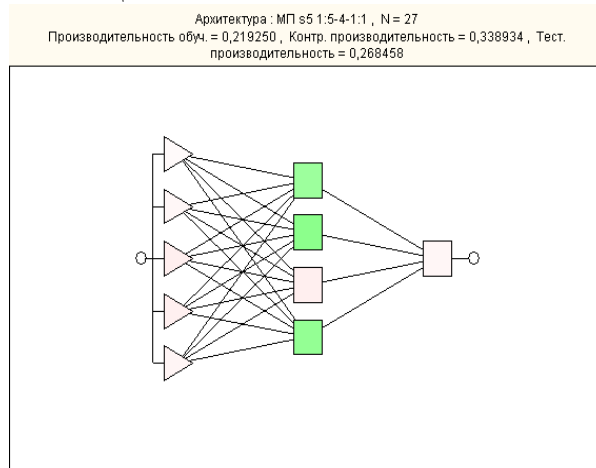 Архитектура : МП s5 1:5-4-1:1 , N = 27
Производительность обуч. = 0,219250 , Контр. производительность = 0,338934 , Тест.
производительность = 0,268458